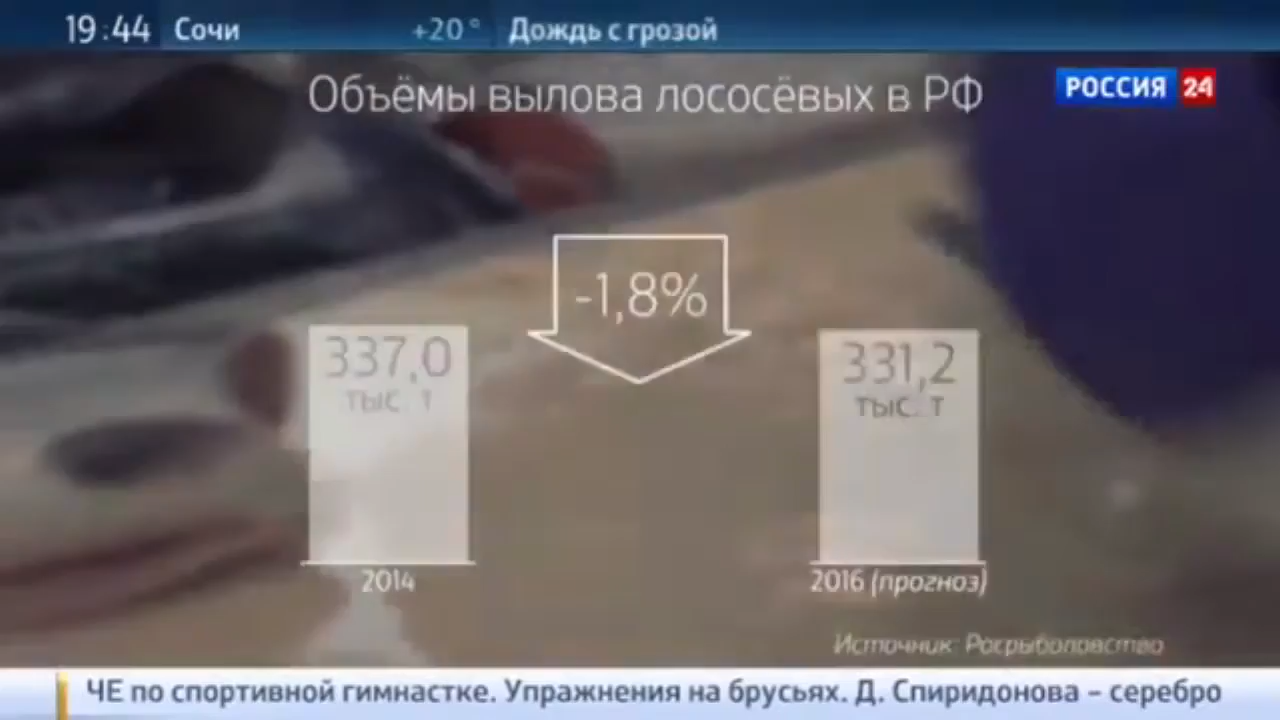 19:44 Сочи +20° Дождь с грозой
Объёмы вылова лососёвых в РФ
РОССИЯ 24
-1,8%
337,0
тыс. т
331,2
тыс. т
2014
2016 (прогноз)
Источник: Росрыболовство
ЧЕ по спортивной гимнастке. Упражнения на брусьях. Д. Спиридонова – серебро